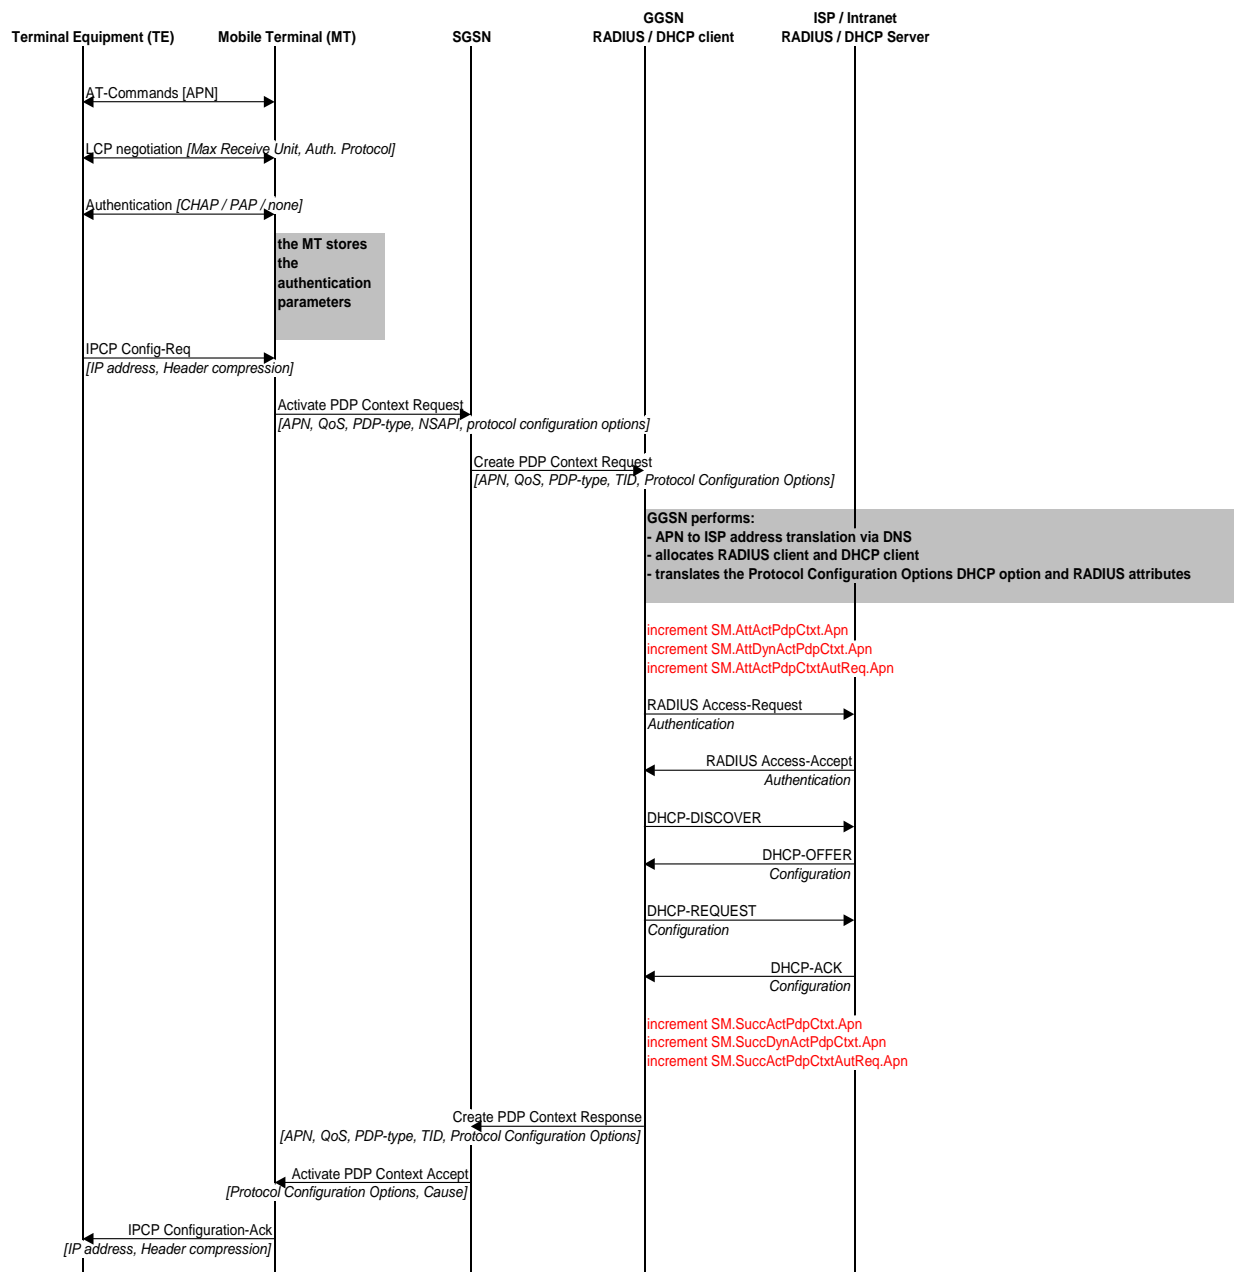 GGSN
ISP / Intranet
Terminal Equipment (TE)
Mobile Terminal (MT)
SGSN
RADIUS / DHCP client
RADIUS / DHCP Server
AT-Commands [APN]
LCP negotiation [Max Receive Unit, Auth. Protocol]
Authentication [CHAP / PAP / none]
the MT stores
the
authentication
parameters
IPCP Config-Req
[IP address, Header compression]
Activate PDP Context Request
[APN, QoS, PDP-type, NSAPI, protocol configuration options]
Create PDP Context Request
[APN, QoS, PDP-type, TID, Protocol Configuration Options]
GGSN performs:
- APN to ISP address translation via DNS
- allocates RADIUS client and DHCP client
- translates the Protocol Configuration Options DHCP option and RADIUS attributes
increment SM.AttActPdpCtxt.Apn
increment SM.AttDynActPdpCtxt.Apn
increment SM.AttActPdpCtxtAutReq.Apn
RADIUS Access-Request
Authentication
RADIUS Access-Accept
Authentication
DHCP-DISCOVER
DHCP-OFFER
Configuration
DHCP-REQUEST
Configuration
DHCP-ACK
Configuration
increment SM.SuccActPdpCtxt.Apn
increment SM.SuccDynActPdpCtxt.Apn
increment SM.SuccActPdpCtxtAutReq.Apn
Create PDP Context Response
[APN, QoS, PDP-type, TID, Protocol Configuration Options]
Activate PDP Context Accept
[Protocol Configuration Options, Cause]
IPCP Configuration-Ack
[IP address, Header compression]